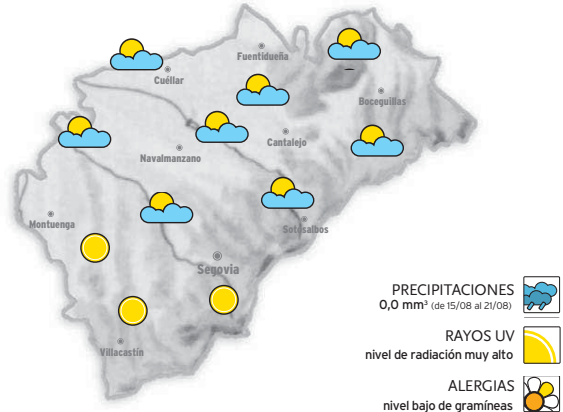 Fuentidueña
Cuéllar
Boceguillas
Cantalejo
Navalmanzano
Montuenga
Sotosalbos
Segovia
Villacastín
PRECIPITACIONES
0,0 mm³ (de 15/08 al 21/08)
RAYOS UV
nivel de radiación muy alto
ALERGIAS
nivel bajo de gramíneas